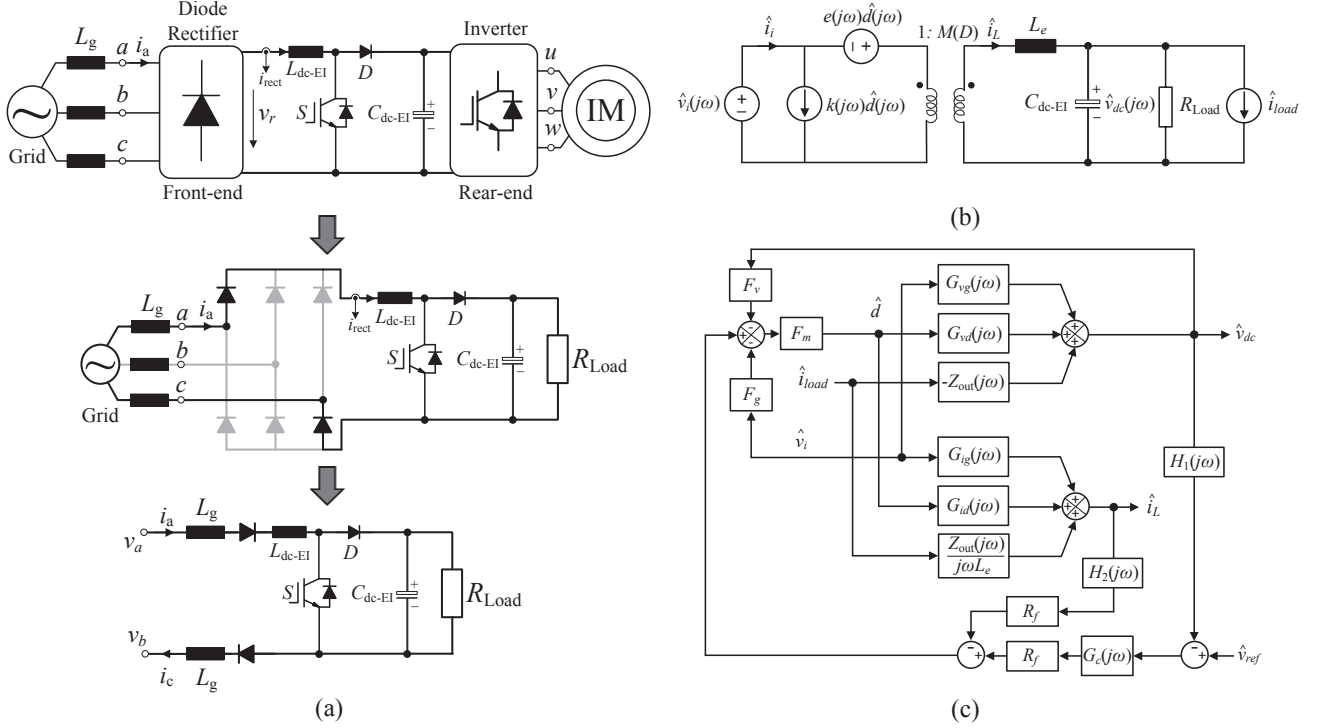 Diode
Rectifier
Inverter
L_g
a
i_a
b
c
Grid
i_rect
L_dc-EI
v_r
S
D
C_dc-EI
+
−
u
v
w
IM
Front-end
Rear-end
L_g
a
i_a
b
c
Grid
i_rect
L_dc-EI
D
S
C_dc-EI
+
−
R_Load
v_a
i_a
L_g
L_dc-EI
D
S
C_dc-EI
+
−
R_Load
v_b
i_c
L_g
(a)
e(jω)d̂(jω)
î_i
− +
1: M(D)
î_L
L_e
v̂_i(jω)
+
−
k(jω)d̂(jω)
C_dc-EI
+
−
v̂_dc(jω)
R_Load
î_load
(b)
F_v
G_vg(jω)
d̂
F_m
G_vd(jω)
v̂_dc
î_load
-Z_out(jω)
F_g
v̂_i
G_ig(jω)
H_1(jω)
G_id(jω)
î_L
Z_out(jω)
jωL_e
H_2(jω)
R_f
R_f
G_c(jω)
v̂_ref
(c)